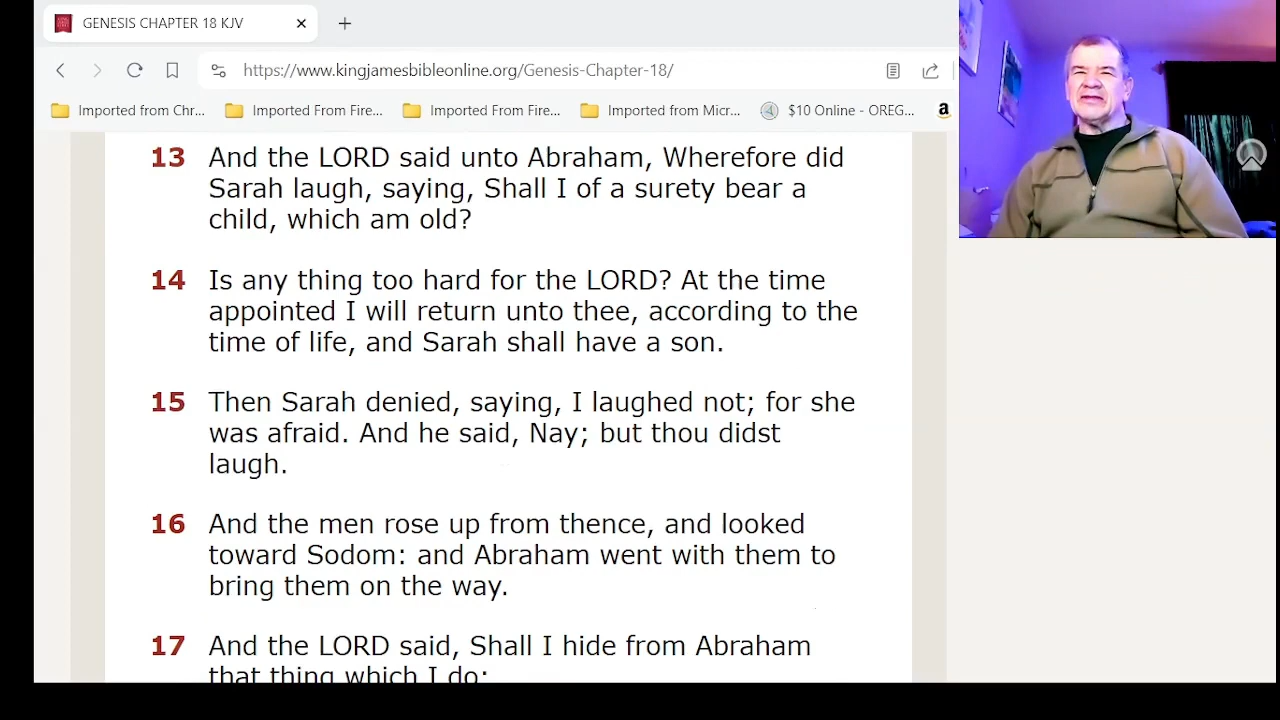 GENESIS CHAPTER 18 KJV
https://www.kingjamesbibleonline.org/Genesis-Chapter-18/
Imported from Chr... Imported From Fire... Imported From Fire... Imported from Micr... $10 Online - OREG... a
13 And the LORD said unto Abraham, Wherefore did
Sarah laugh, saying, Shall I of a surety bear a
child, which am old?
14 Is any thing too hard for the LORD? At the time
appointed I will return unto thee, according to the
time of life, and Sarah shall have a son.
15 Then Sarah denied, saying, I laughed not; for she
was afraid. And he said, Nay; but thou didst
laugh.
16 And the men rose up from thence, and looked
toward Sodom: and Abraham went with them to
bring them on the way.
17 And the LORD said, Shall I hide from Abraham
that thing which I do;